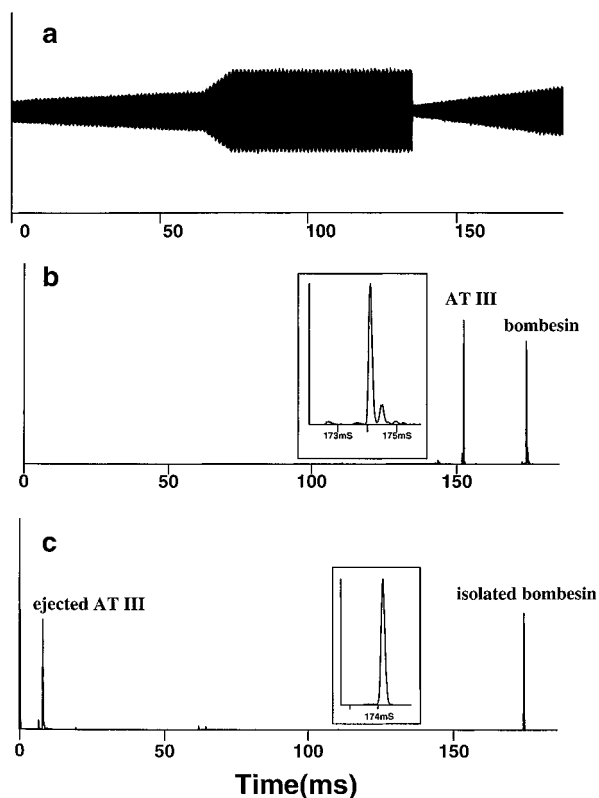 a
0 50 100 150
b
AT III
bombesin
173mS 175mS
0 50 100 150
c
ejected AT III
isolated bombesin
174mS
0 50 100 150
Time(ms)